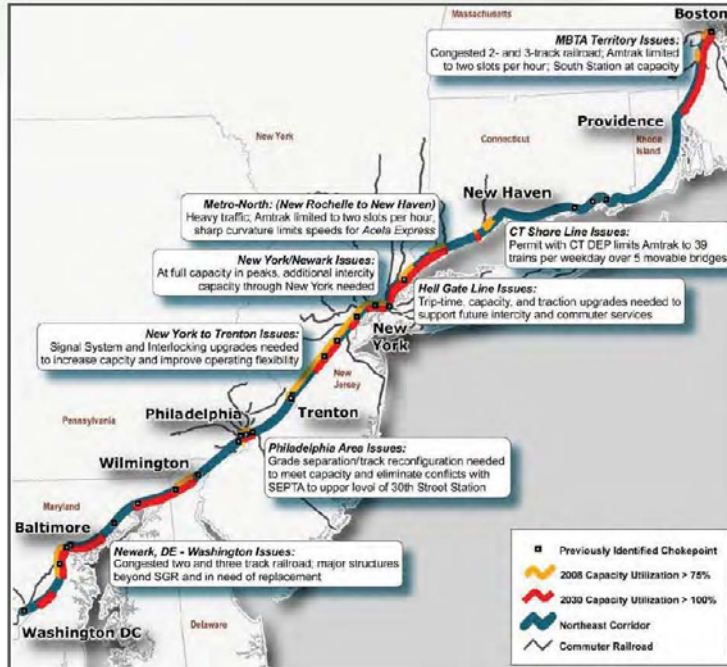 Massachusetts
Boston
MBTA Territory Issues:
Congested 2- and 3-track railroad; Amtrak limited
to two slots per hour; South Station at capacity
Providence
New York
Connecticut
Rhode
Island
Metro-North: (New Rochelle to New Haven)
Heavy traffic, Amtrak limited to two slots per hour,
sharp curvature limits speeds for Acela Express
New Haven
CT Shore Line Issues:
Permit with CT DEP limits Amtrak to 39
trains per weekday over 5 movable bridges
New York/Newark Issues:
At full capacity in peaks, additional intercity
capacity through New York needed
Hell Gate Line Issues:
Trip-time, capacity, and traction upgrades needed to
support future intercity and commuter services
New York to Trenton Issues:
Signal System and Interlocking upgrades needed
to increase capcity and improve operating flexibility
New
York
New
Jersey
Pennsylvania
Philadelphia
Trenton
Philadelphia Area Issues:
Grade separation/track reconfiguration needed
to meet capacity and eliminate conflicts with
SEPTA to upper level of 30th Street Station
Wilmington
Maryland
Baltimore
Newark, DE - Washington Issues:
Congested two and three track railroad; major structures
beyond SGR and in need of replacement
Washington DC
Delaware
Previously Identified Chokepoint
2008 Capacity Utilization > 75%
2030 Capacity Utilization > 100%
Northeast Corridor
Commuter Railroad